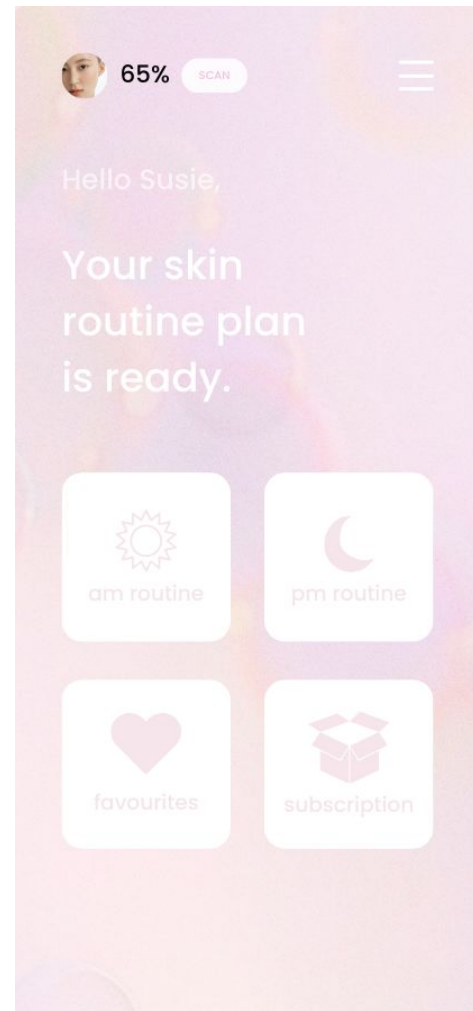 65% SCAN
Hello Susie,
Your skin
routine plan
is ready.
am routine pm routine
favourites subscription